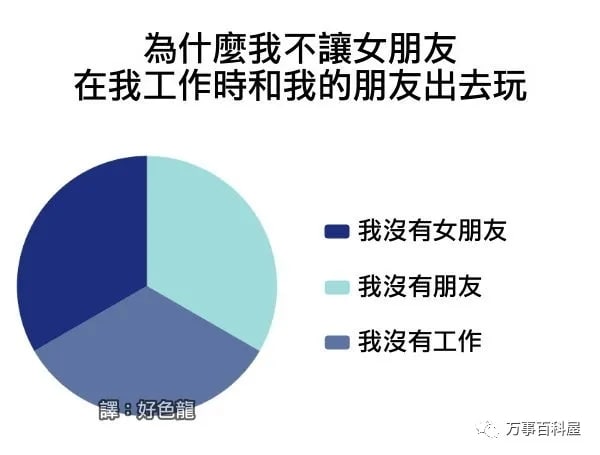 為什麼我不讓女朋友
在我工作時和我的朋友出去玩
我沒有女朋友
我沒有朋友
我沒有工作
譯：好色龍
万事百科屋